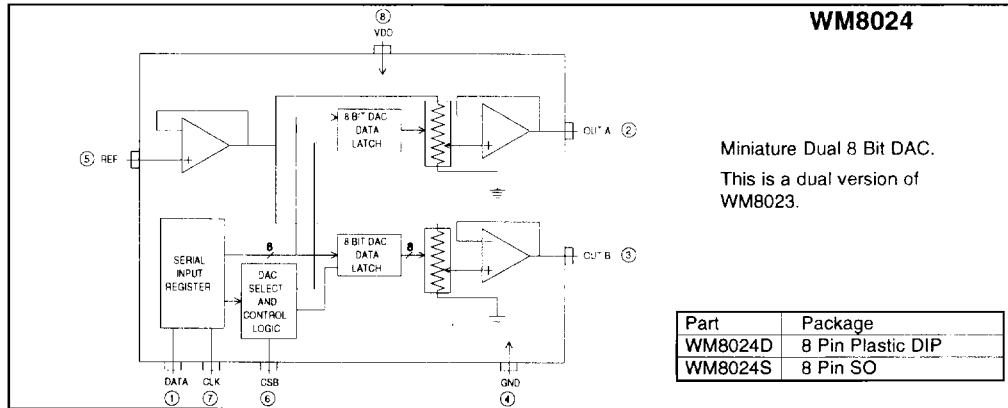 WM8024
⑧
VDD
8 BIT DAC
DATA
LATCH
OUT A ②
⑤ REF
Miniature Dual 8 Bit DAC.
This is a dual version of
WM8023.
SERIAL
INPUT
REGISTER
8
DAC
SELECT
AND
CONTROL
LOGIC
8 BIT DAC
DATA
LATCH
8
OUT B ③
DATA
①
CLK
⑦
CSB
⑥
GND
④
Part Package
WM8024D 8 Pin Plastic DIP
WM8024S 8 Pin SO